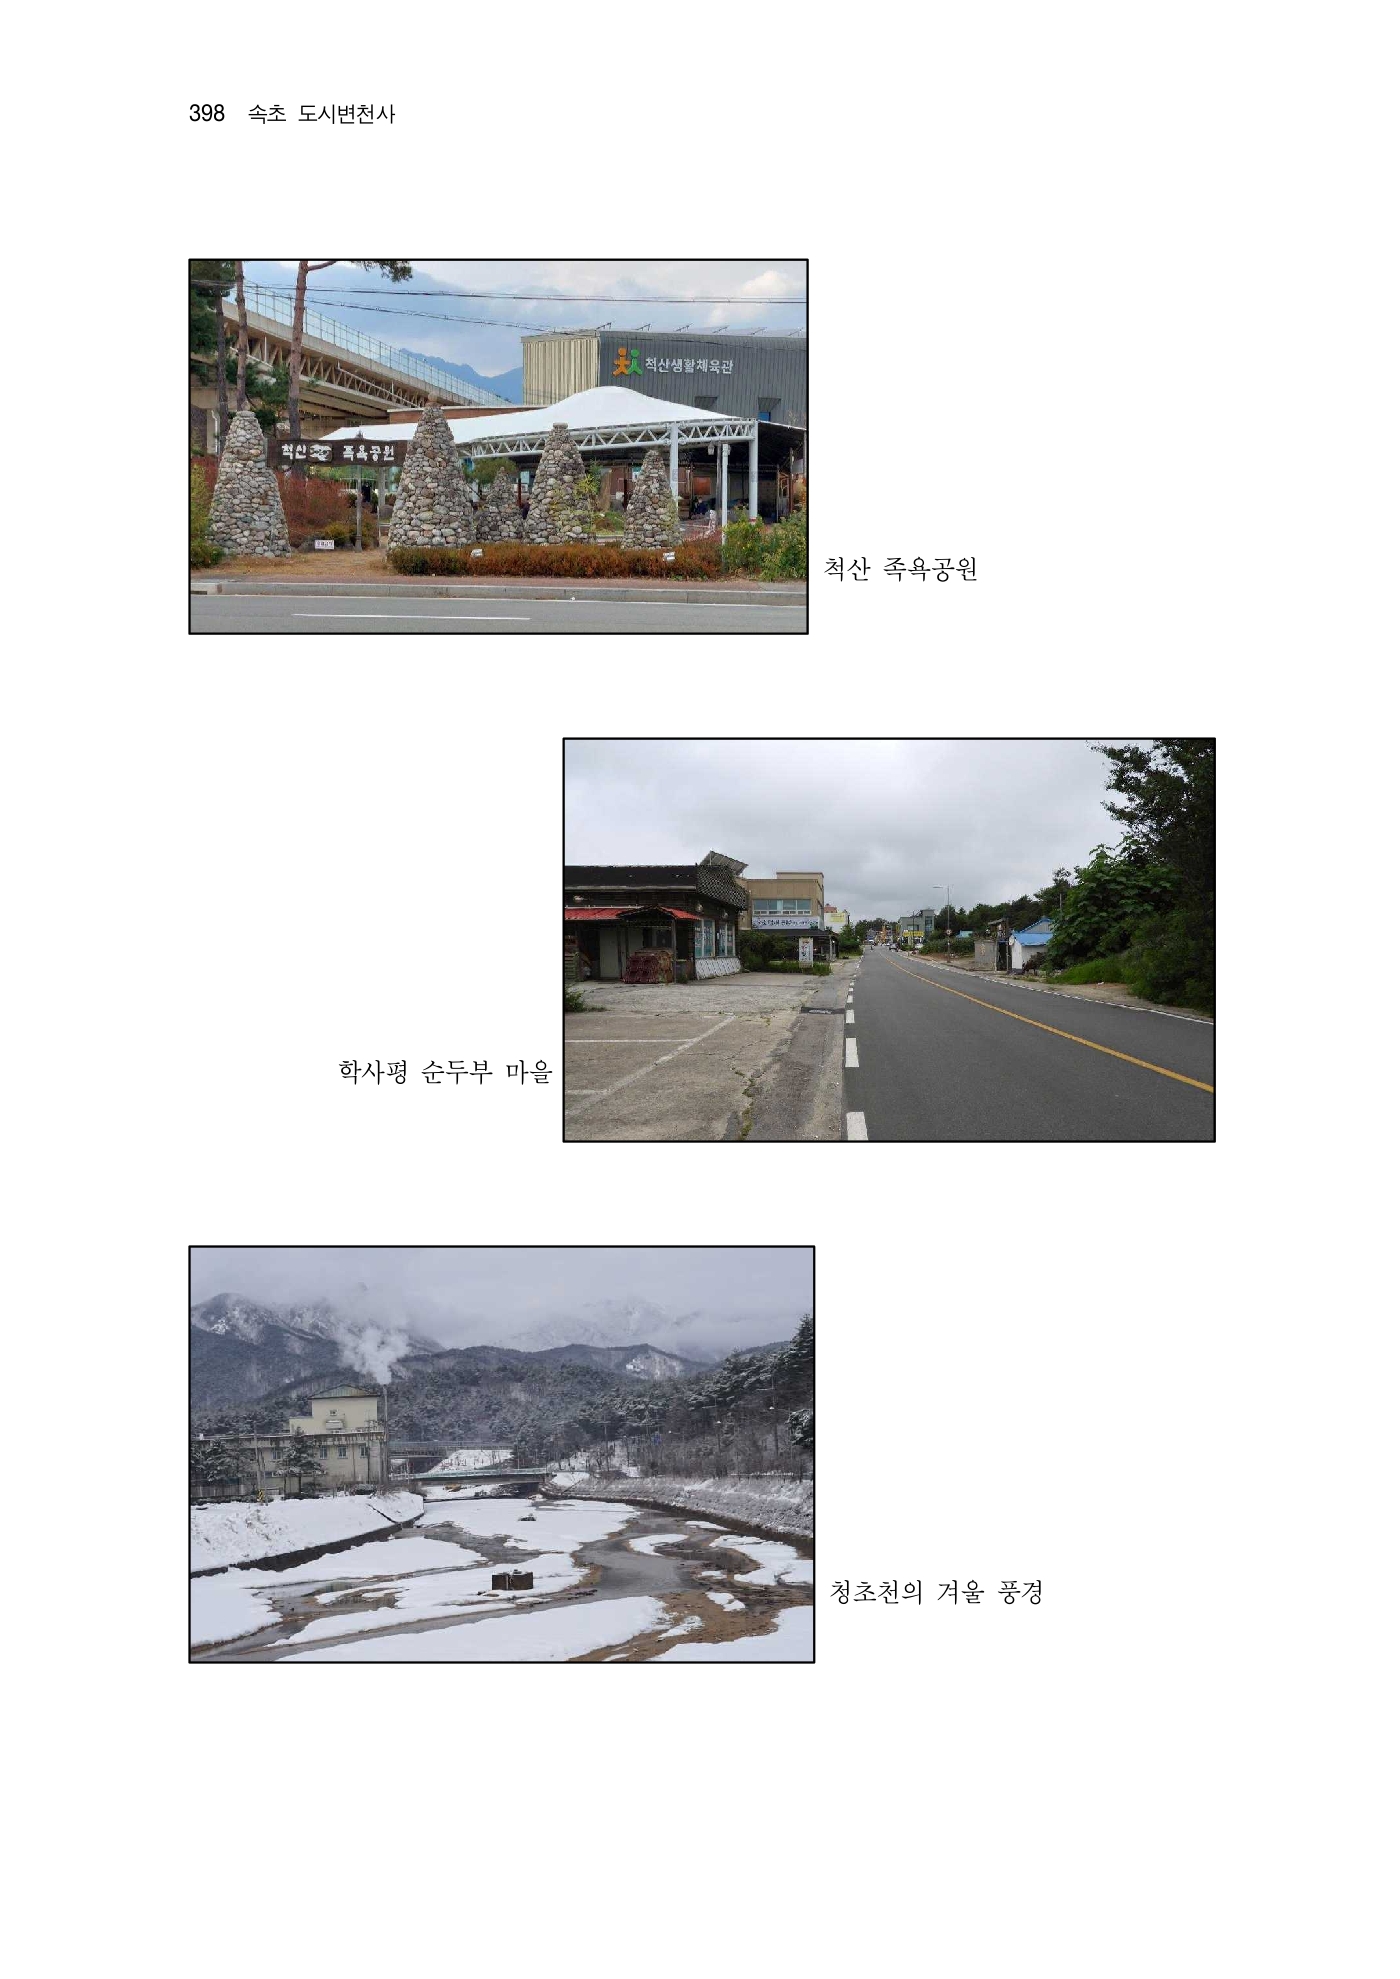 398 속초 도시변천사
척산생활체육관
척산 족욕공원
척산 족욕공원
학사평 순두부 마을
청초천의 겨울 풍경